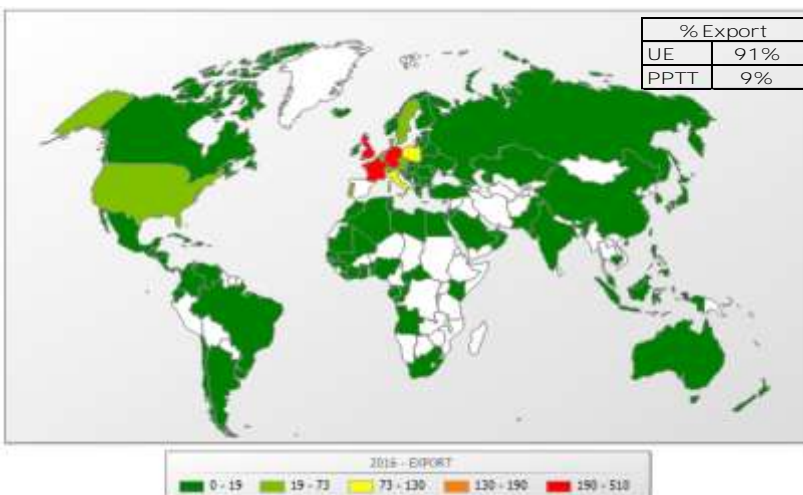 % Export
UE 91%
PPTT 9%
2016 - EXPORT
0 - 19 19 - 73 73 - 130 130 - 190 190 - 510